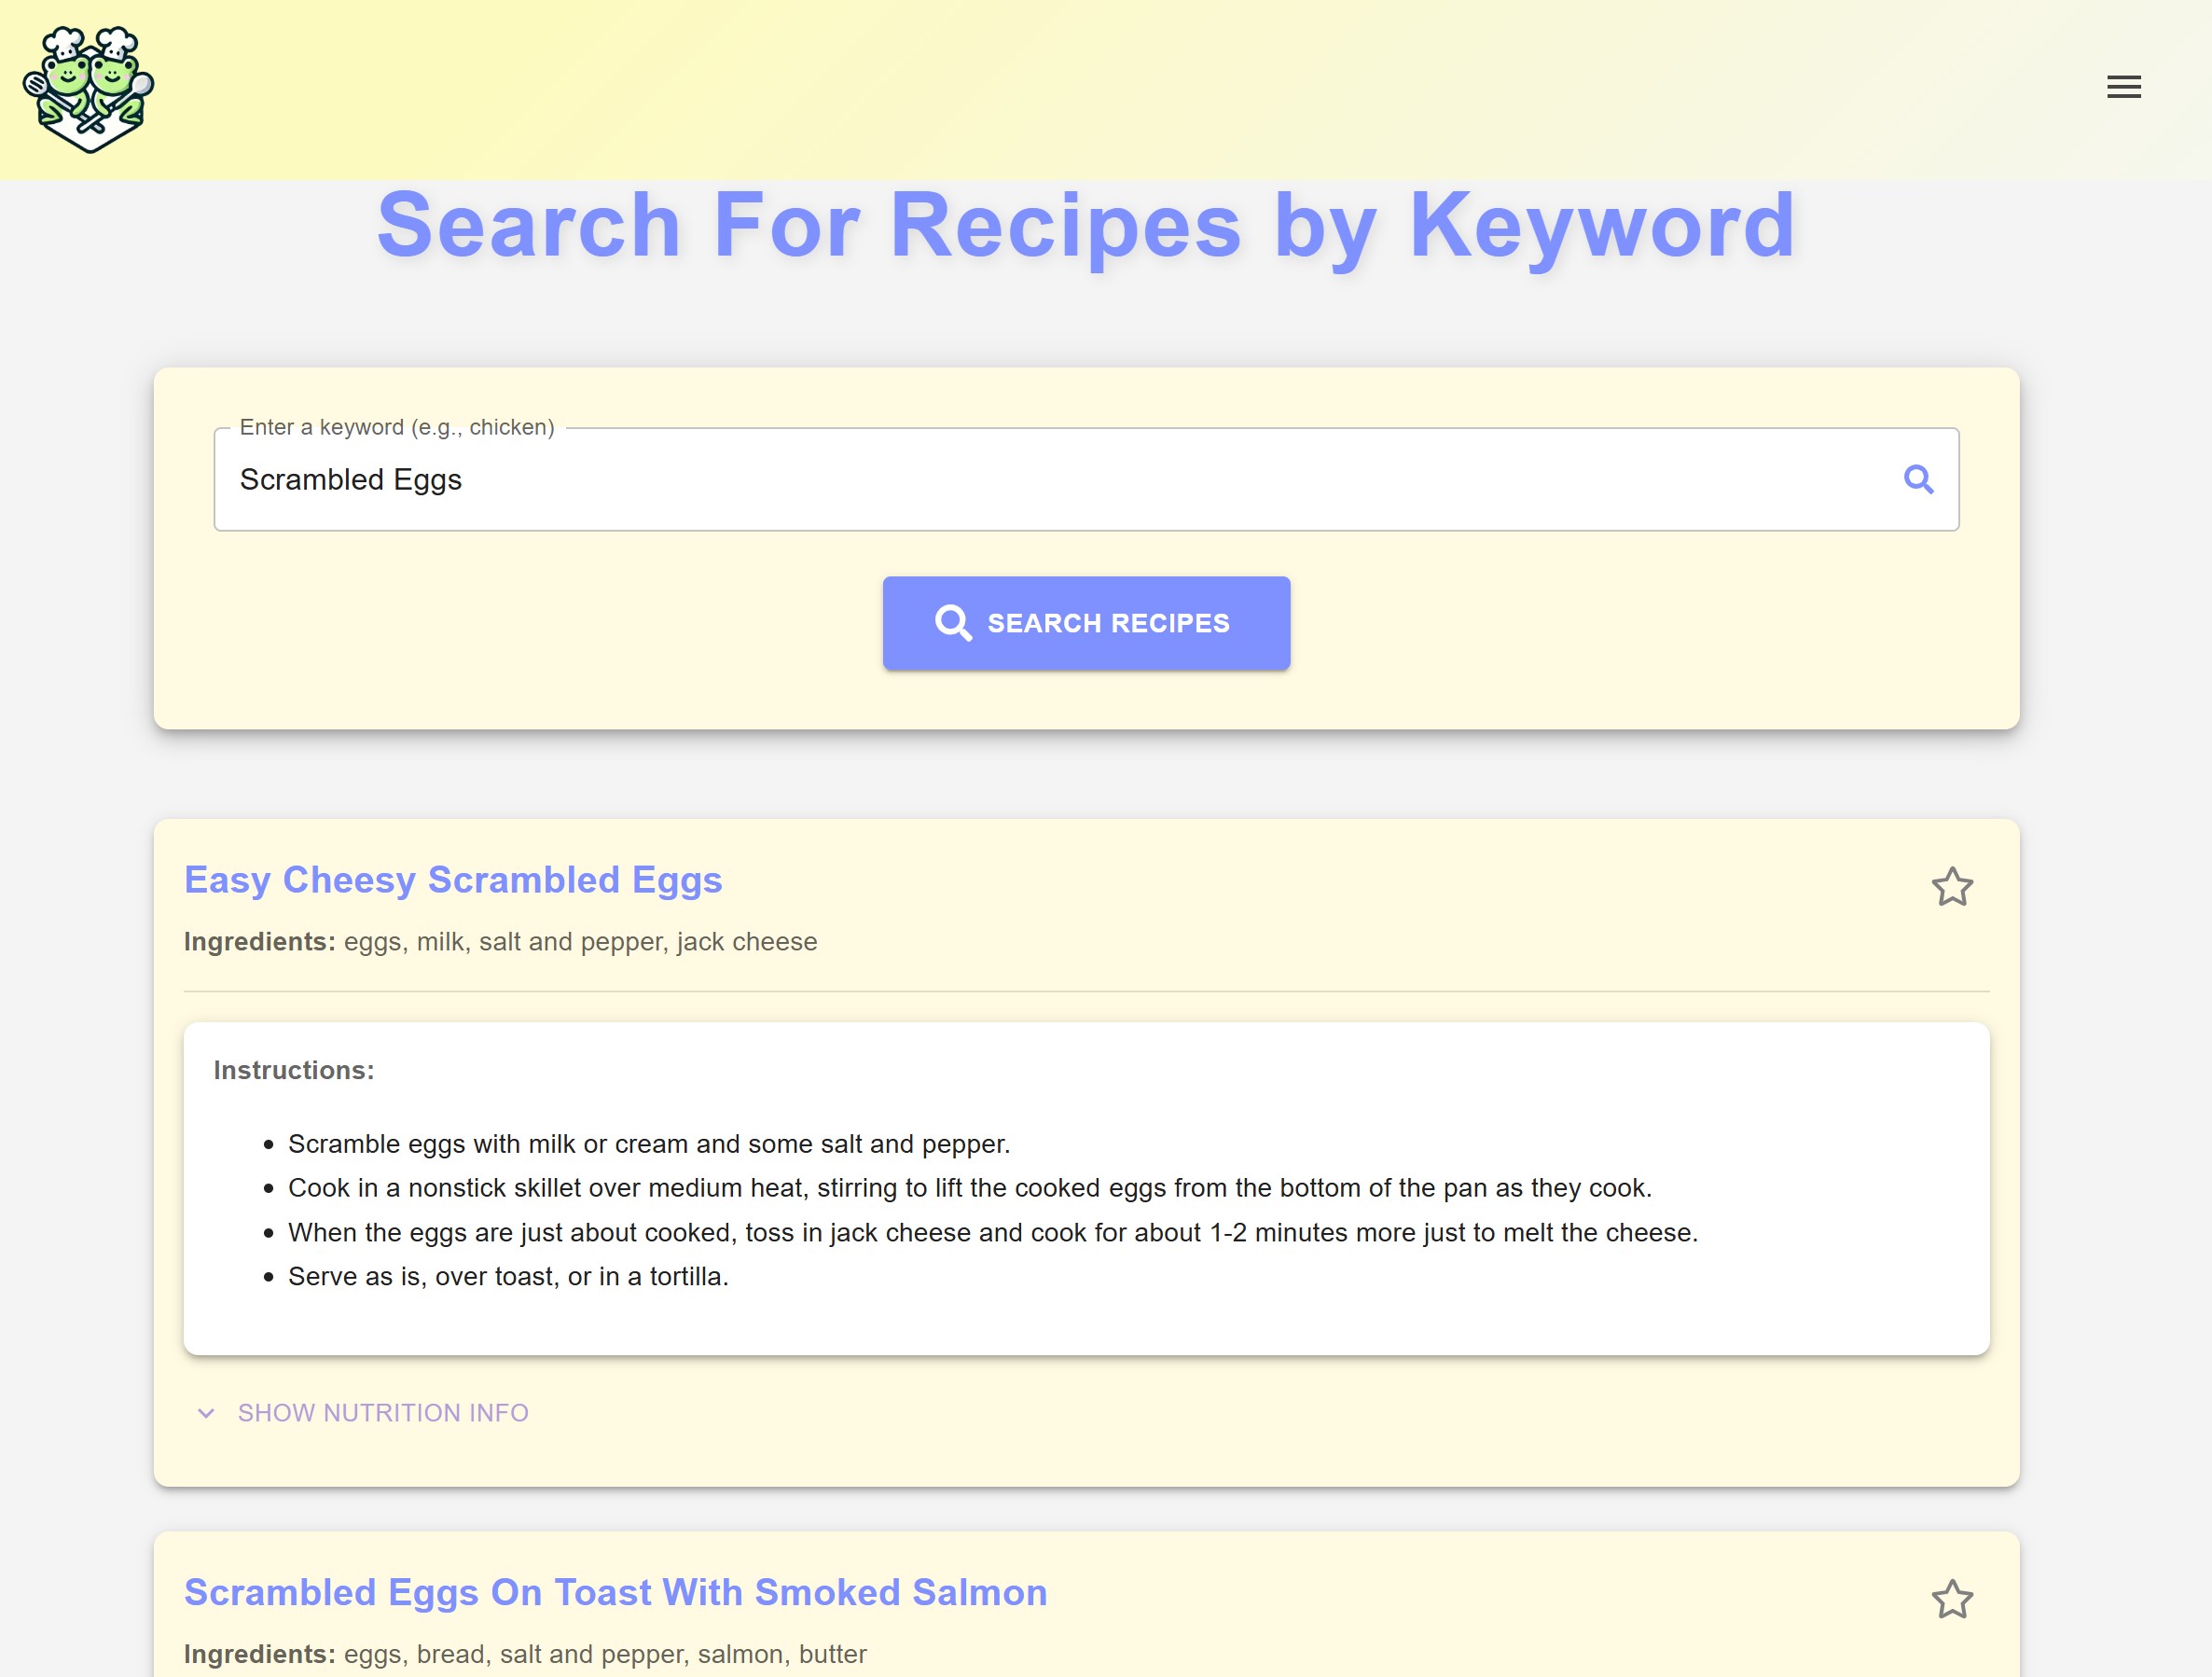 Search For Recipes by Keyword
Enter a keyword (e.g., chicken)
Scrambled Eggs
SEARCH RECIPES
Easy Cheesy Scrambled Eggs
Ingredients: eggs, milk, salt and pepper, jack cheese
Instructions:
Scramble eggs with milk or cream and some salt and pepper.
Cook in a nonstick skillet over medium heat, stirring to lift the cooked eggs from the bottom of the pan as they cook.
When the eggs are just about cooked, toss in jack cheese and cook for about 1-2 minutes more just to melt the cheese.
Serve as is, over toast, or in a tortilla.
SHOW NUTRITION INFO
Scrambled Eggs On Toast With Smoked Salmon
Ingredients: eggs, bread, salt and pepper, salmon, butter